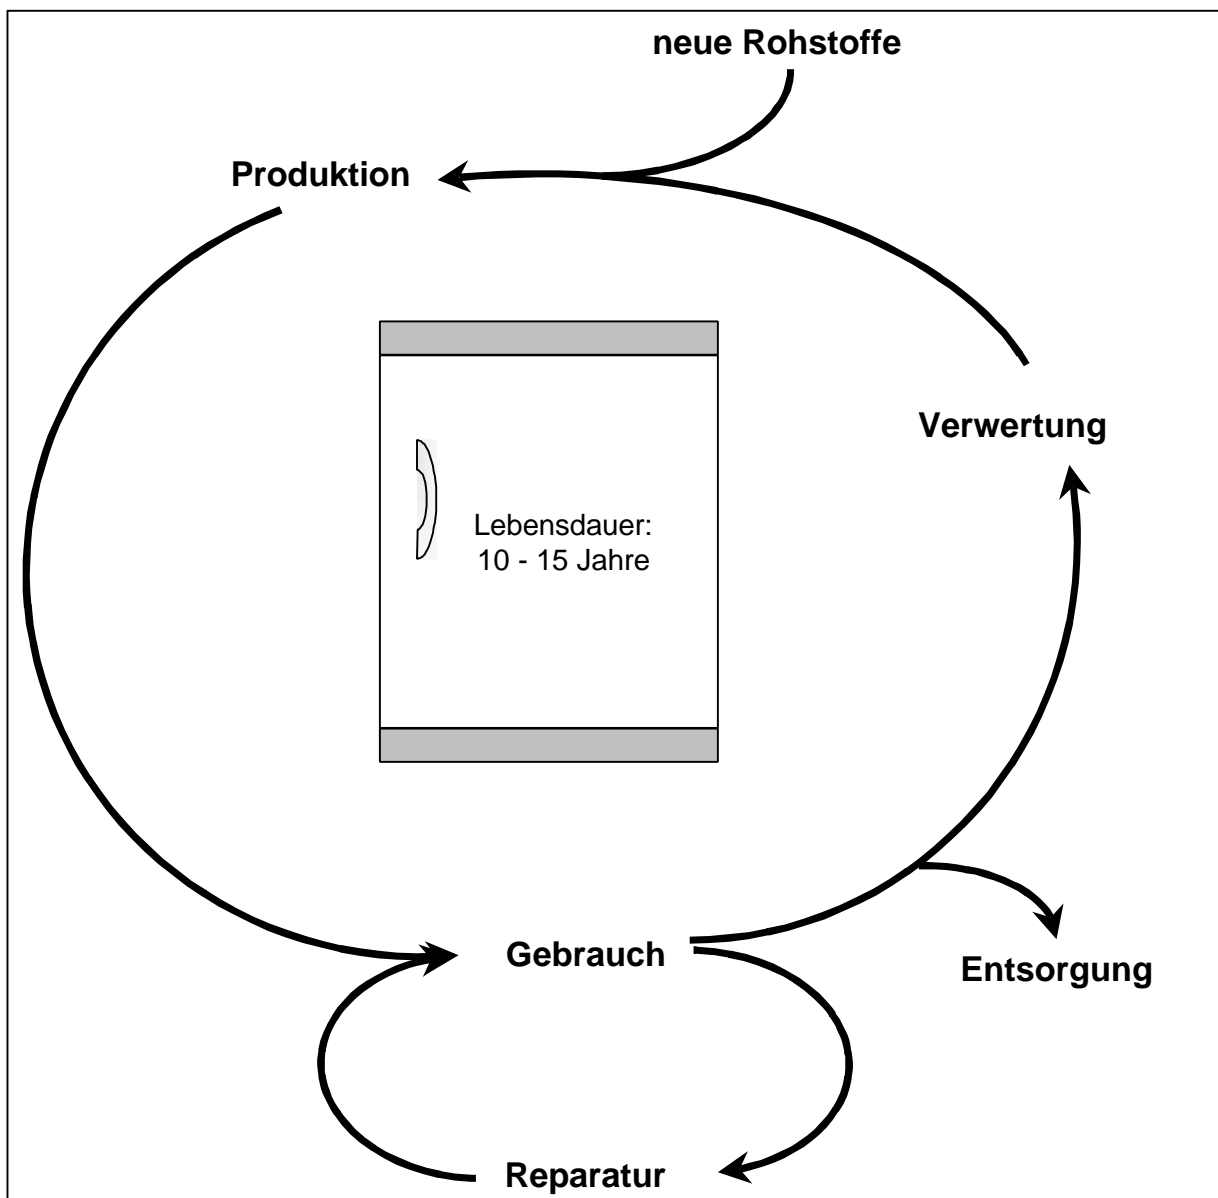 neue Rohstoffe
Produktion
Verwertung
Lebensdauer:
10 - 15 Jahre
Gebrauch
Entsorgung
Reparatur